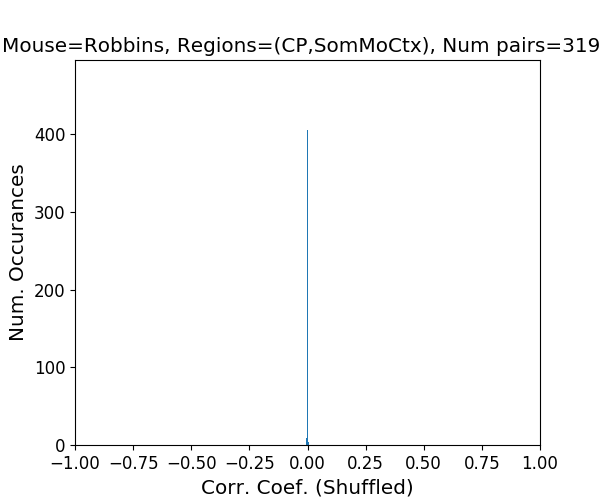 Mouse=Robbins, Regions=(CP,SomMoCtx), Num pairs=319
400
300
200
100
0
Num. Occurances
−1.00 −0.75 −0.50 −0.25 0.00 0.25 0.50 0.75 1.00
Corr. Coef. (Shuffled)